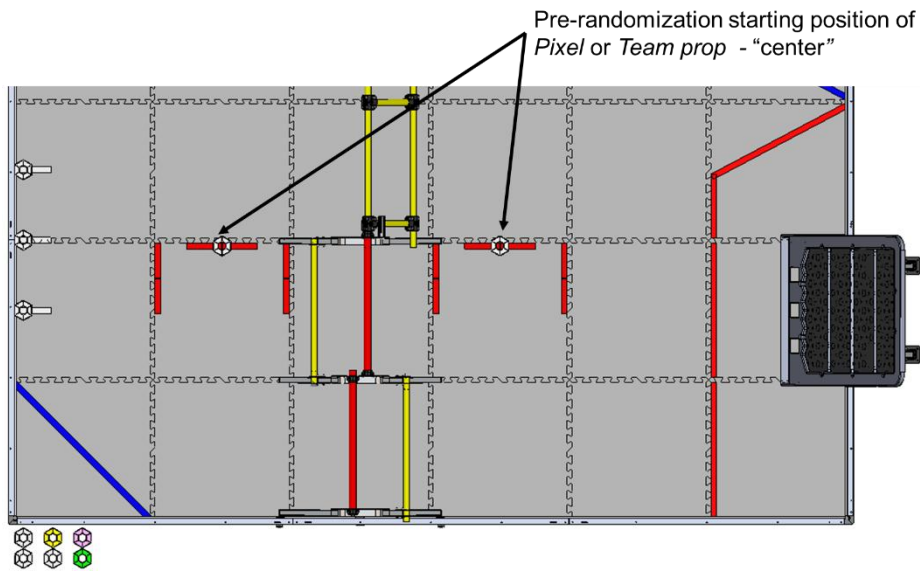 Pre-randomization starting position of
Pixel or Team prop - “center”